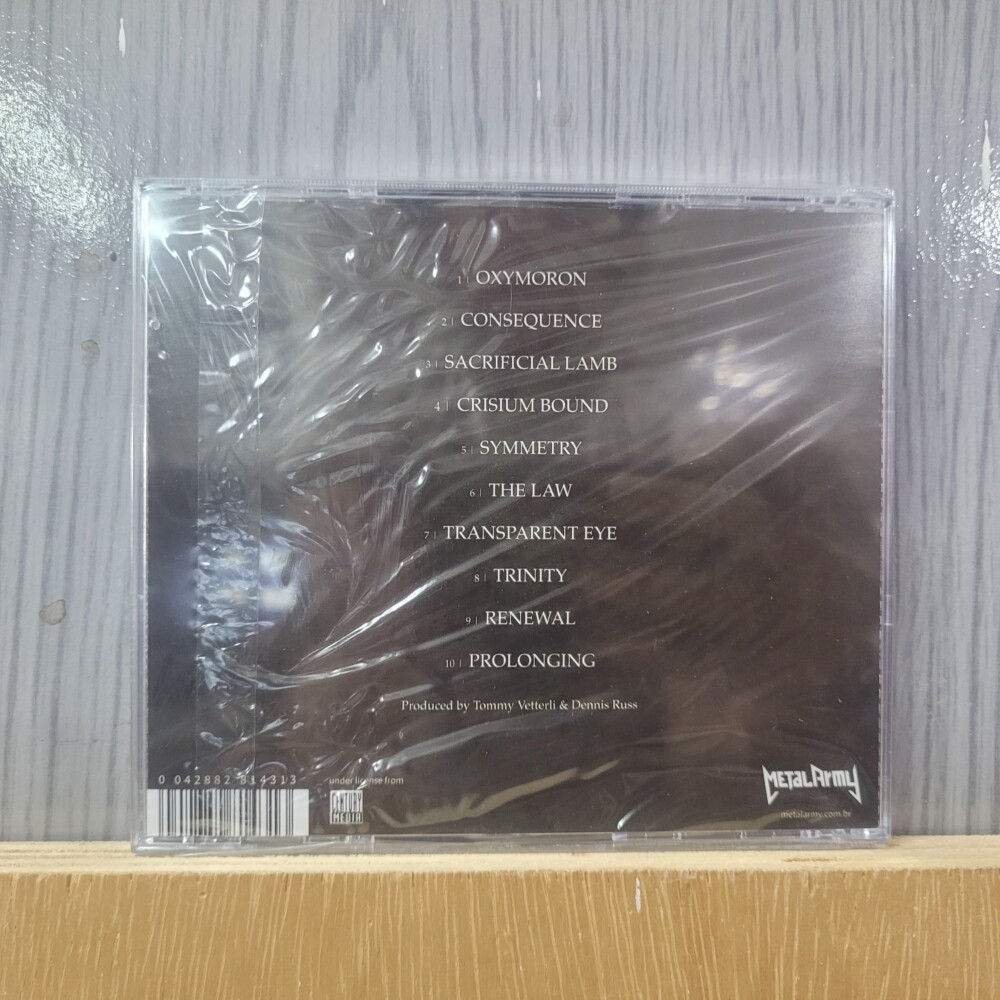 1 | OXYMORON
2 | CONSEQUENCE
3 | SACRIFICIAL LAMB
4 | CRISIUM BOUND
5 | SYMMETRY
6 | THE LAW
7 | TRANSPARENT EYE
8 | TRINITY
9 | RENEWAL
10 | PROLONGING
Produced by Tommy Vetterli & Dennis Russ
0 042882 814313
under license from
CENTURY
MEDIA
METALARMY
metalarmy.com.br